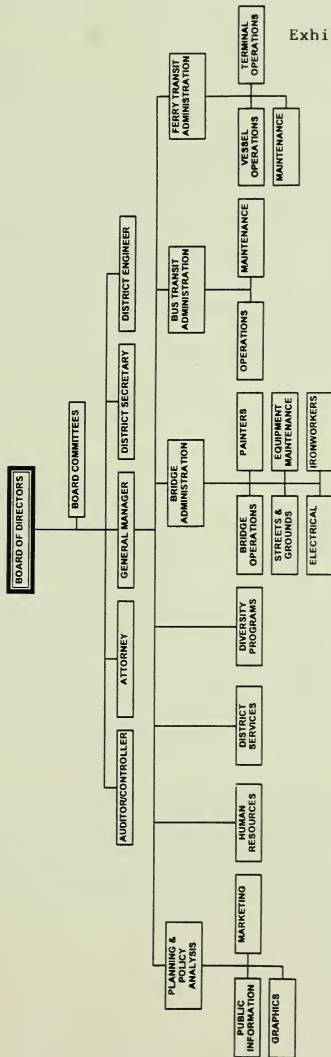 Exhi
BOARD OF DIRECTORS
BOARD COMMITTEES
AUDITOR/CONTROLLER
ATTORNEY
GENERAL MANAGER
DISTRICT SECRETARY
DISTRICT ENGINEER
PLANNING &
POLICY
ANALYSIS
HUMAN
RESOURCES
DISTRICT
SERVICES
DIVERSITY
PROGRAMS
BRIDGE
ADMINISTRATION
BUS TRANSIT
ADMINISTRATION
FERRY TRANSIT
ADMINISTRATION
PUBLIC
INFORMATION
MARKETING
GRAPHICS
BRIDGE
OPERATIONS
PAINTERS
STREETS &
GROUNDS
EQUIPMENT
MAINTENANCE
ELECTRICAL
IRONWORKERS
OPERATIONS
MAINTENANCE
VESSEL
OPERATIONS
TERMINAL
OPERATIONS
MAINTENANCE